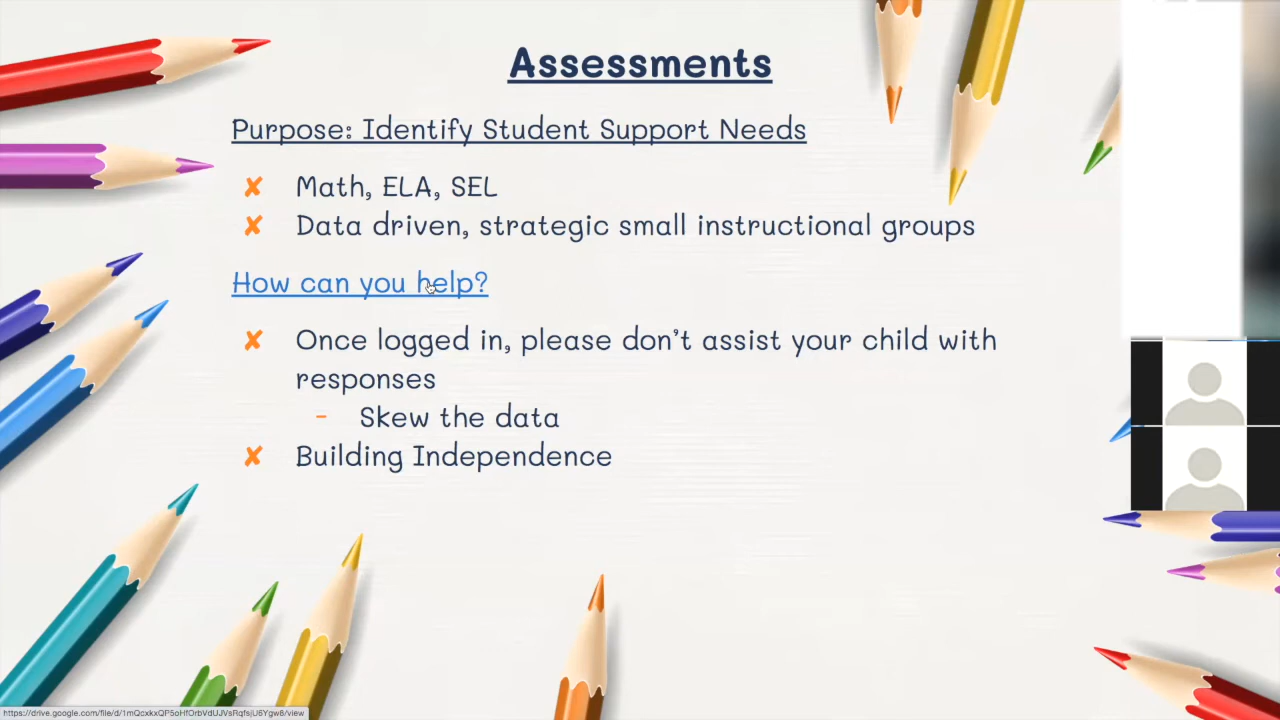 Assessments
Purpose: Identify Student Support Needs
✘ Math, ELA, SEL
✘ Data driven, strategic small instructional groups
How can you help?
✘ Once logged in, please don't assist your child with
responses
- Skew the data
✘ Building Independence